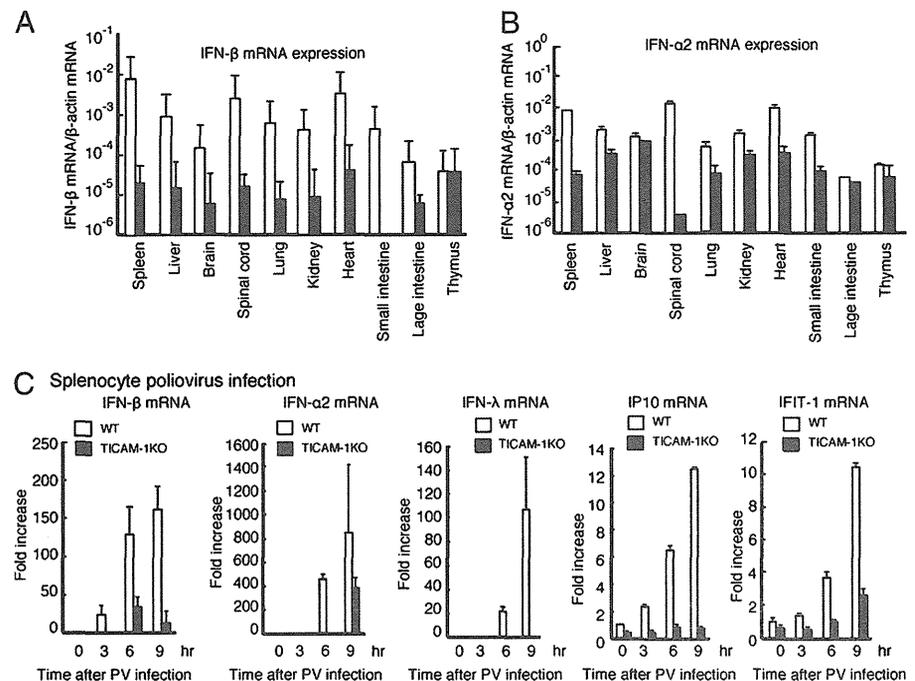 A
IFN-β mRNA expression
IFN-β mRNA/β-actin mRNA
10-1
10-2
10-3
10-4
10-5
10-6
Spleen
Liver
Brain
Spinal cord
Lung
Kidney
Heart
Small intestine
Lage intestine
Thymus
B
IFN-α2 mRNA expression
IFN-α2 mRNA/β-actin mRNA
100
10-1
10-2
10-3
10-4
10-5
10-6
Spleen
Liver
Brain
Spinal cord
Lung
Kidney
Heart
Small intestine
Lage intestine
Thymus
C Splenocyte poliovirus infection
IFN-β mRNA
WT
TICAM-1KO
Fold increase
250
200
150
100
50
0
0 3 6 9 hr
Time after PV infection
IFN-α2 mRNA
WT
TICAM-1KO
Fold increase
1600
1400
1200
1000
800
600
400
200
0
0 3 6 9 hr
Time after PV infection
IFN-λ mRNA
WT
TICAM-1KO
Fold increase
160
140
120
100
80
60
40
20
0
0 3 6 9 hr
Time after PV infection
IP10 mRNA
WT
TICAM-1KO
Fold increase
14
12
10
8
6
4
2
0
0 3 6 9 hr
Time after PV infection
IFIT-1 mRNA
WT
TICAM-1KO
Fold increase
12
10
8
6
4
2
0
0 3 6 9 hr
Time after PV infection